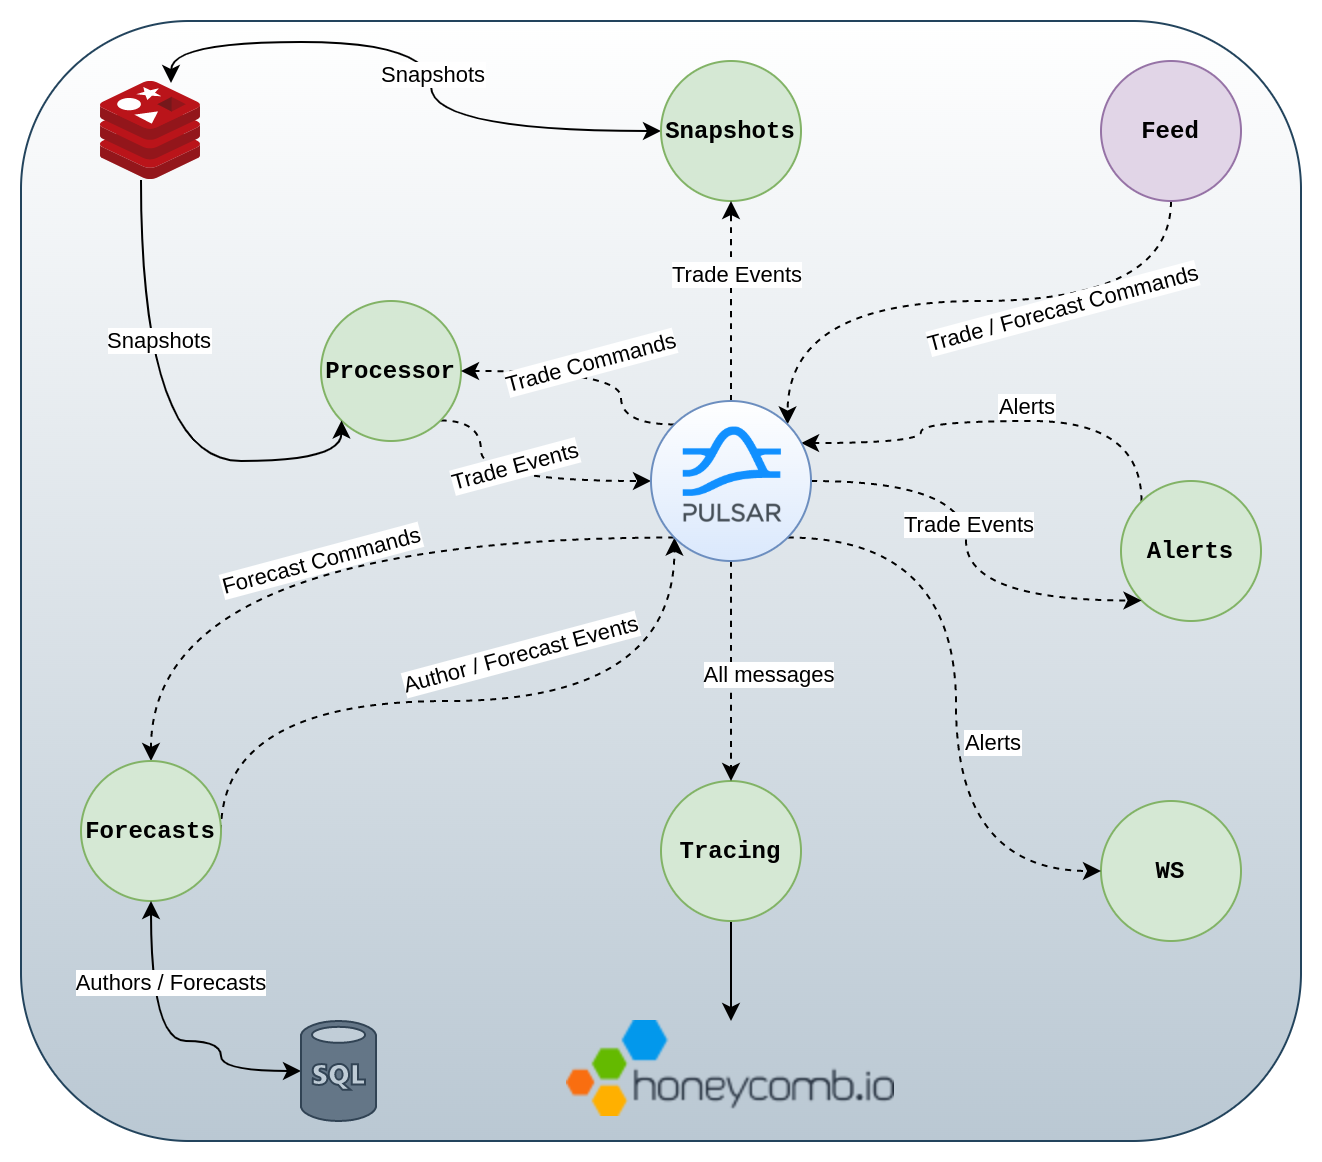 Snapshots
Snapshots
Feed
Trade Events
Trade / Forecast Commands
Snapshots
Processor
Trade Commands
Alerts
Trade Events
PULSAR
Trade Events
Alerts
Forecast Commands
Author / Forecast Events
All messages
Alerts
Forecasts
Tracing
WS
Authors / Forecasts
SQL
honeycomb.io